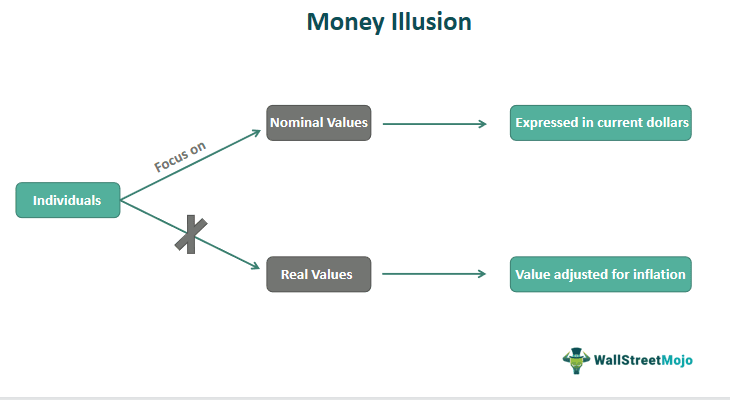 Money Illusion
Focus on
Nominal Values
Expressed in current dollars
Individuals
Real Values
Value adjusted for inflation
WallStreetMojo